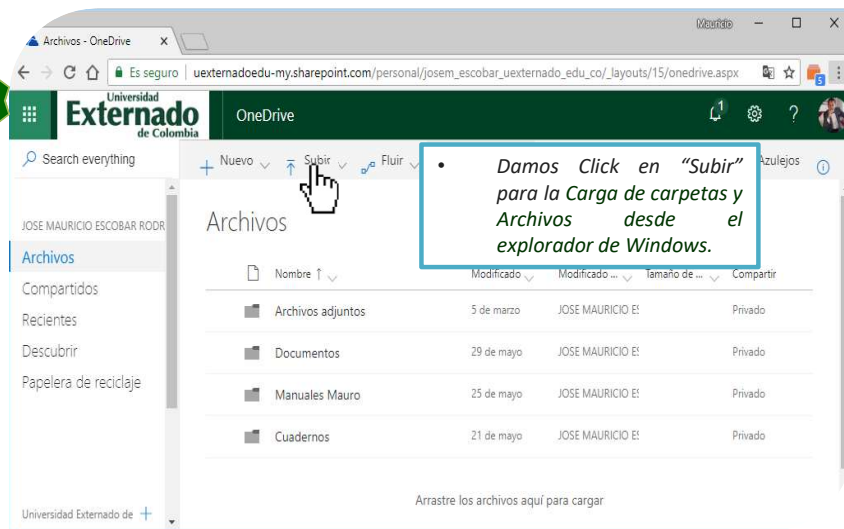 Mauricio
Archivos - OneDrive
Es seguro uexternadoedu-my.sharepoint.com/personal/josem_escobar_uexternado_edu_co/_layouts/15/onedrive.aspx
5
Universidad
Externado
de Colombia
OneDrive
1
?
Search everything
Nuevo Subir Fluir
Azulejos
• Damos Click en “Subir”
para la Carga de carpetas y
Archivos desde el
explorador de Windows.
JOSE MAURICIO ESCOBAR RODR
Archivos
Compartidos
Recientes
Descubrir
Papelera de reciclaje
Universidad Externado de
Archivos
Nombre Modificado Modificado ... Tamaño de ... Compartir
Archivos adjuntos 5 de marzo JOSE MAURICIO ES Privado
Documentos 29 de mayo JOSE MAURICIO ES Privado
Manuales Mauro 25 de mayo JOSE MAURICIO ES Privado
Cuadernos 21 de mayo JOSE MAURICIO ES Privado
Arrastre los archivos aquí para cargar